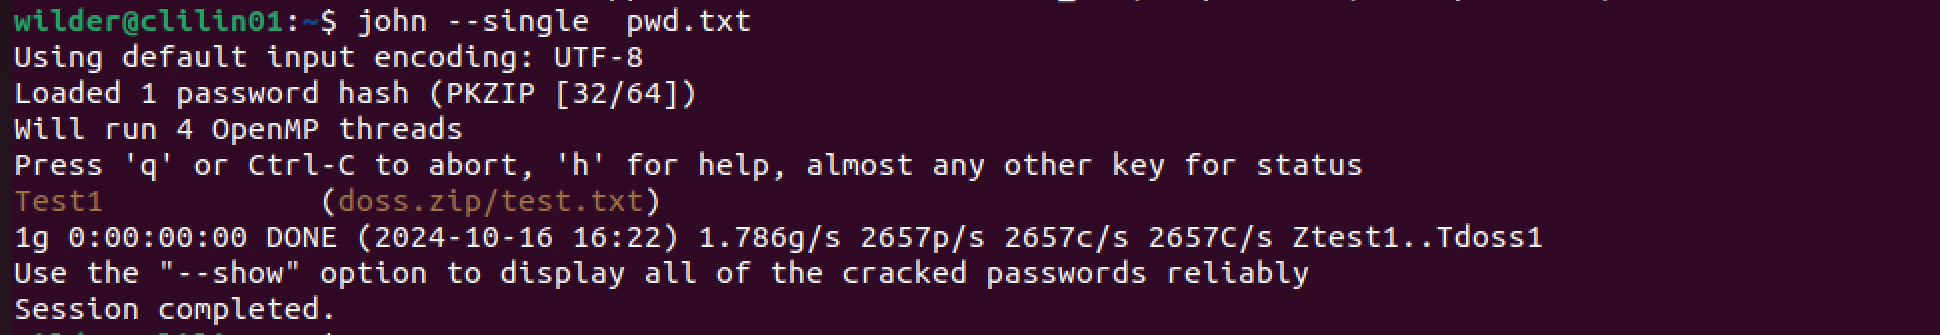 wilder@clilin01:~$ john --single  pwd.txt
Using default input encoding: UTF-8
Loaded 1 password hash (PKZIP [32/64])
Will run 4 OpenMP threads
Press 'q' or Ctrl-C to abort, 'h' for help, almost any other key for status
Test1            (doss.zip/test.txt)
1g 0:00:00:00 DONE (2024-10-16 16:22) 1.786g/s 2657p/s 2657c/s 2657C/s Ztest1..Tdoss1
Use the "--show" option to display all of the cracked passwords reliably
Session completed.